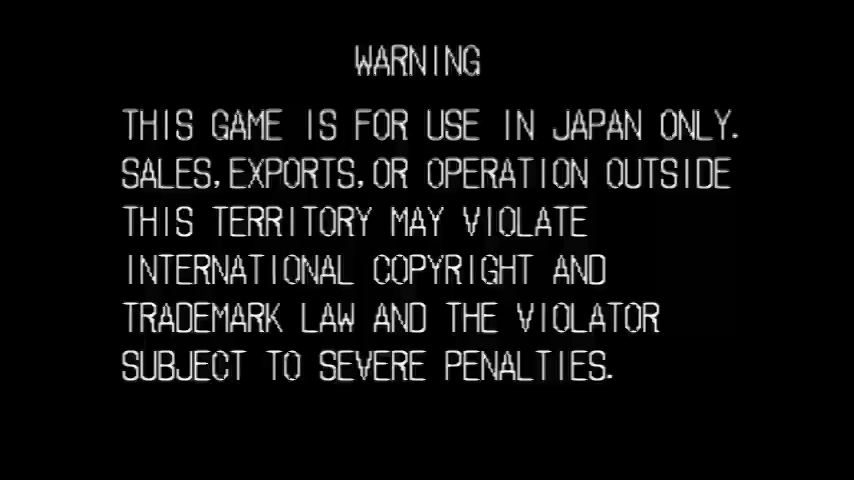 WARNING
THIS GAME IS FOR USE IN JAPAN ONLY.
SALES,EXPORTS,OR OPERATION OUTSIDE
THIS TERRITORY MAY VIOLATE
INTERNATIONAL COPYRIGHT AND
TRADEMARK LAW AND THE VIOLATOR
SUBJECT TO SEVERE PENALTIES.